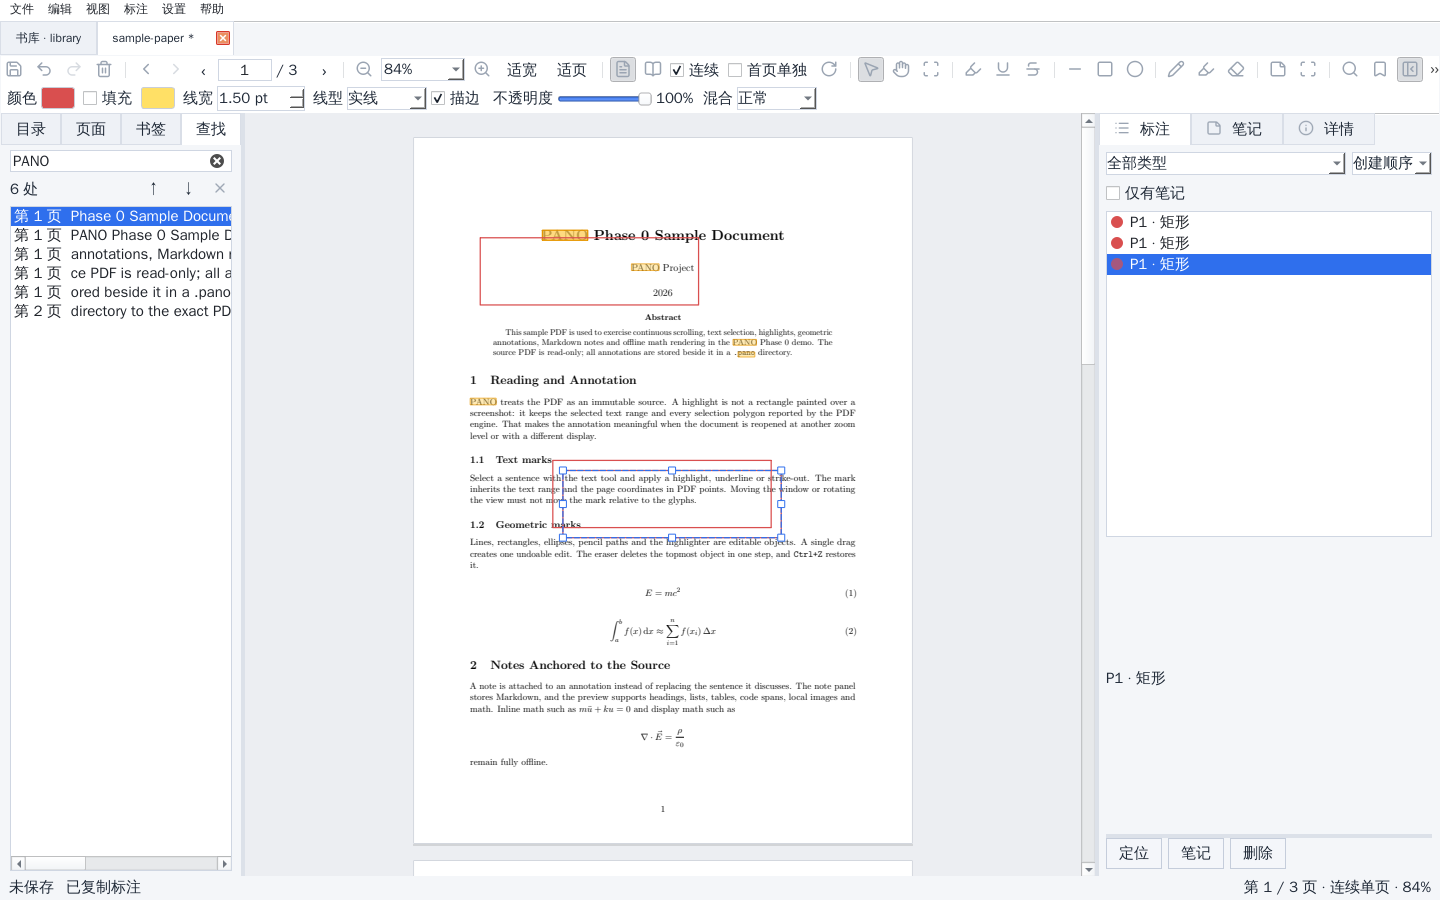 文件 编辑 视图 标注 设置 帮助
书库 · library sample-paper *
1 / 3 84% 适宽 适页 连续 首页单独
颜色 填充 线宽 1.50 pt 线型 实线 描边 不透明度 100% 混合 正常
目录 页面 书签 查找
PANO
6 处 ↑ ↓ ×
第 1 页 Phase 0 Sample Docume
第 1 页 PANO Phase 0 Sample D
第 1 页 annotations, Markdown r
第 1 页 ce PDF is read-only; all a
第 1 页 ored beside it in a .pano
第 2 页 directory to the exact PD
PANO Phase 0 Sample Document
PANO Project
2026
Abstract
This sample PDF is used to exercise continuous scrolling, text selection, highlights, geometric
annotations, Markdown notes and offline math rendering in the PANO Phase 0 demo. The
source PDF is read-only; all annotations are stored beside it in a .pano directory.
1 Reading and Annotation
PANO treats the PDF as an immutable source. A highlight is not a rectangle painted over a
screenshot: it keeps the selected text range and every selection polygon reported by the PDF
engine. That makes the annotation meaningful when the document is reopened at another zoom
level or with a different display.
1.1 Text marks
Select a sentence with the text tool and apply a highlight, underline or strike-out. The mark
inherits the text range and the page coordinates in PDF points. Moving the window or rotating
the view must not move the mark relative to the glyphs.
1.2 Geometric marks
Lines, rectangles, ellipses, pencil paths and the highlighter are editable objects. A single drag
creates one undoable edit. The eraser deletes the topmost object in one step, and Ctrl+Z restores
it.
E = mc² (1)
∫ₐᵇ f(x) dx ≈ ∑ᵢ₌₁ⁿ f(xᵢ) Δx (2)
2 Notes Anchored to the Source
A note is attached to an annotation instead of replacing the sentence it discusses. The note panel
stores Markdown, and the preview supports headings, lists, tables, code spans, local images and
math. Inline math such as mü + ku = 0 and display math such as
∇ · E⃗ = ρ/ε₀
remain fully offline.
1
标注 笔记 详情
全部类型 创建顺序
仅有笔记
P1 · 矩形
P1 · 矩形
P1 · 矩形
P1 · 矩形
定位 笔记 删除
未保存 已复制标注 第 1 / 3 页 · 连续单页 · 84%